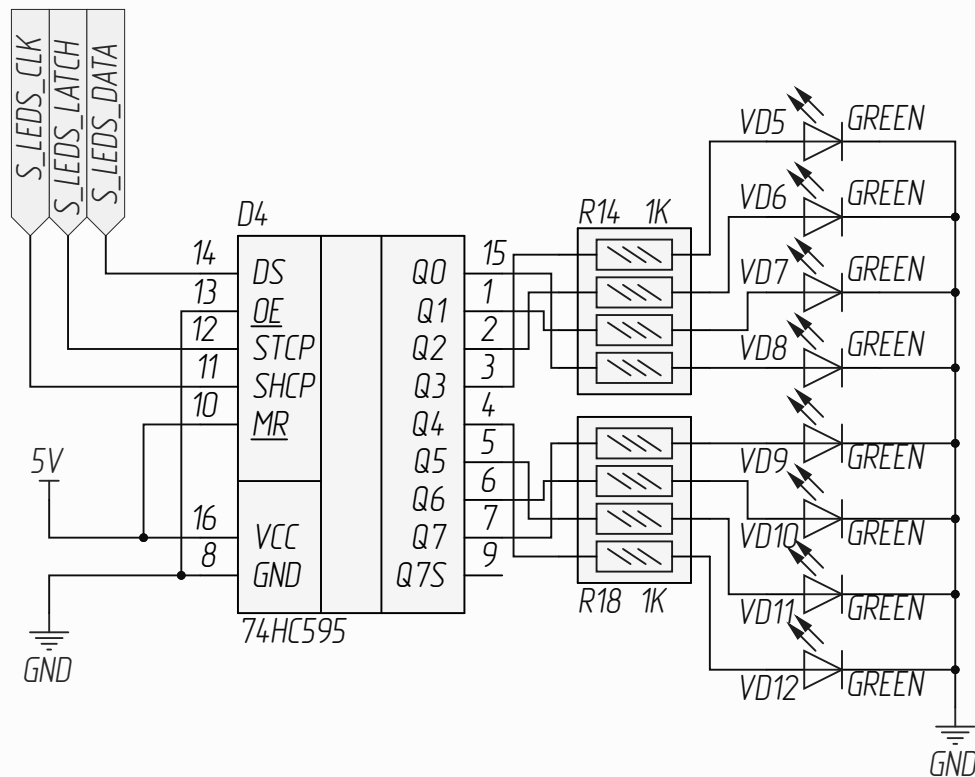 S_LEDS_CLK
S_LEDS_LATCH
S_LEDS_DATA
D4
14 DS
13 OE
12 STCP
11 SHCP
10 MR
5V
16 VCC
8 GND
GND
74HC595
Q0 15
Q1 1
Q2 2
Q3 3
Q4 4
Q5 5
Q6 6
Q7 7
Q7S 9
R14 1K
R18 1K
VD5 GREEN
VD6 GREEN
VD7 GREEN
VD8 GREEN
VD9 GREEN
VD10 GREEN
VD11 GREEN
VD12 GREEN
GND